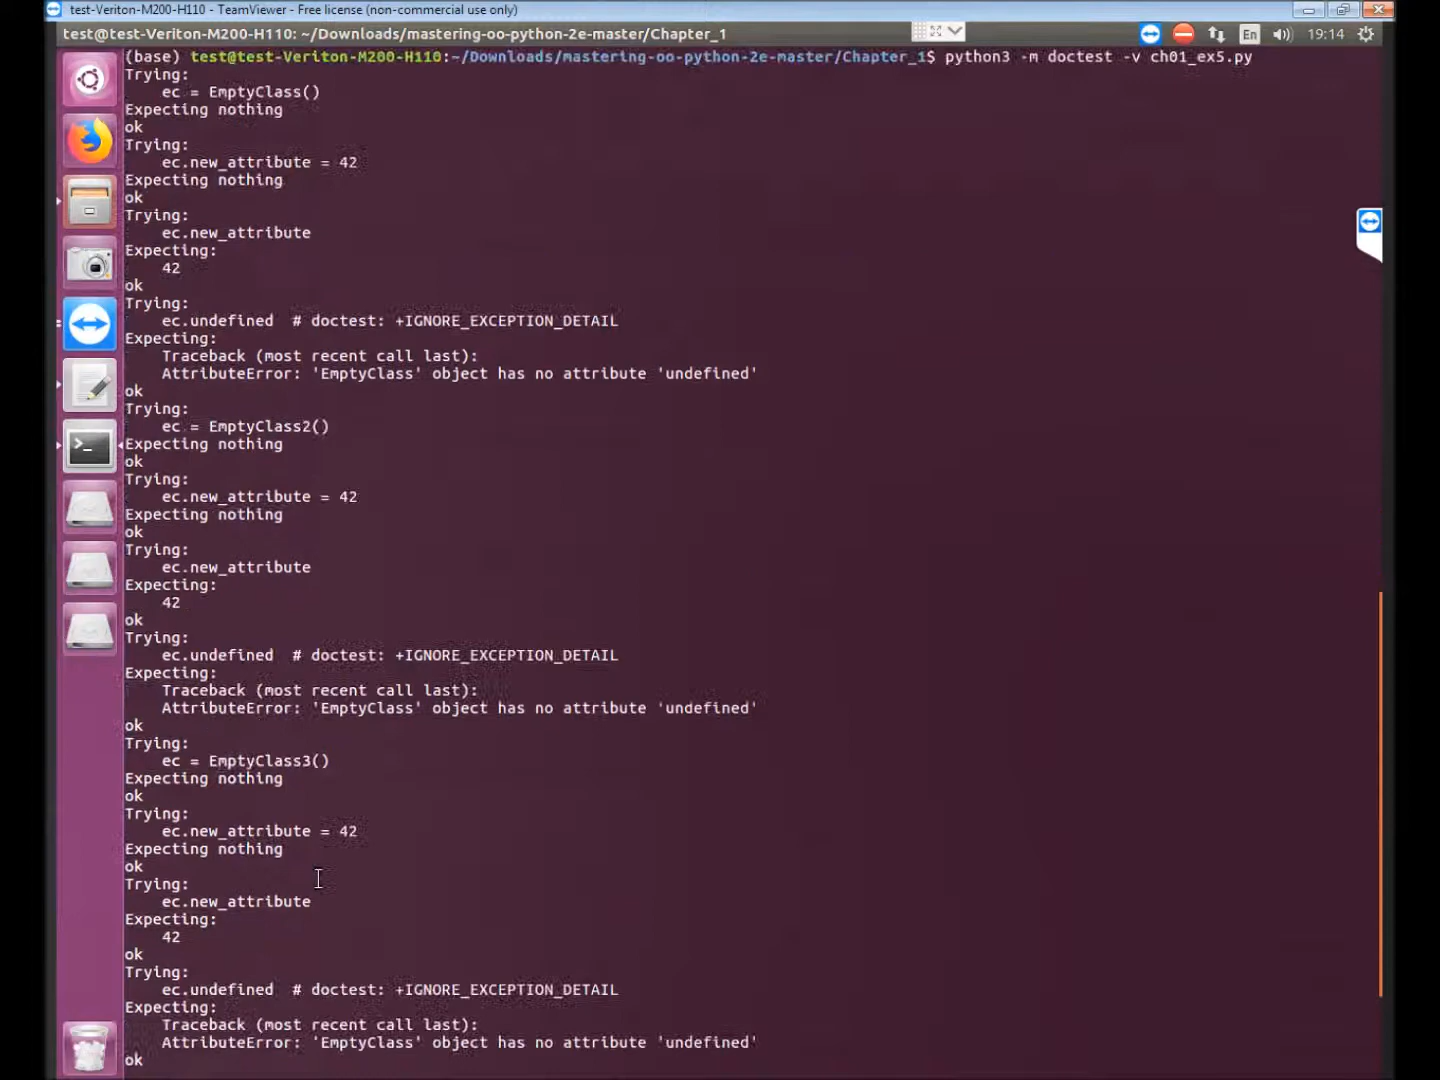 test-Veriton-M200-H110 - TeamViewer - Free license (non-commercial use only)
test@test-Veriton-M200-H110: ~/Downloads/mastering-oo-python-2e-master/Chapter_1
En
19:14
(base) test@test-Veriton-M200-H110:~/Downloads/mastering-oo-python-2e-master/Chapter_1$ python3 -m doctest -v ch01_ex5.py
Trying:
    ec = EmptyClass()
Expecting nothing
ok
Trying:
    ec.new_attribute = 42
Expecting nothing
ok
Trying:
    ec.new_attribute
Expecting:
    42
ok
Trying:
    ec.undefined  # doctest: +IGNORE_EXCEPTION_DETAIL
Expecting:
    Traceback (most recent call last):
    AttributeError: 'EmptyClass' object has no attribute 'undefined'
ok
Trying:
    ec = EmptyClass2()
Expecting nothing
ok
Trying:
    ec.new_attribute = 42
Expecting nothing
ok
Trying:
    ec.new_attribute
Expecting:
    42
ok
Trying:
    ec.undefined  # doctest: +IGNORE_EXCEPTION_DETAIL
Expecting:
    Traceback (most recent call last):
    AttributeError: 'EmptyClass' object has no attribute 'undefined'
ok
Trying:
    ec = EmptyClass3()
Expecting nothing
ok
Trying:
    ec.new_attribute = 42
Expecting nothing
ok
Trying:
    ec.new_attribute
Expecting:
    42
ok
Trying:
    ec.undefined  # doctest: +IGNORE_EXCEPTION_DETAIL
Expecting:
    Traceback (most recent call last):
    AttributeError: 'EmptyClass' object has no attribute 'undefined'
ok